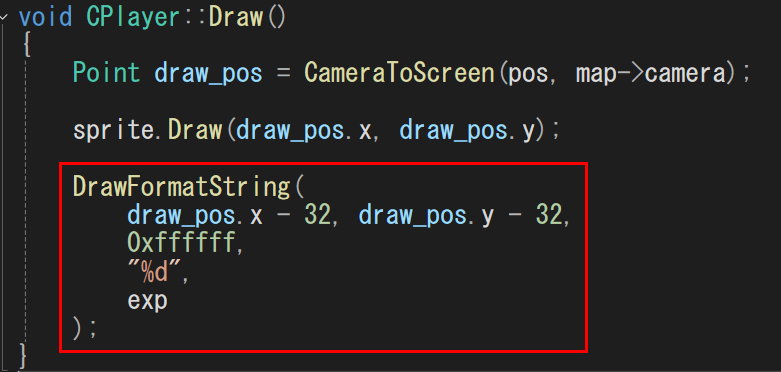 void CPlayer::Draw()
{
    Point draw_pos = CameraToScreen(pos, map->camera);
    sprite.Draw(draw_pos.x, draw_pos.y);
    DrawFormatString(
        draw_pos.x - 32, draw_pos.y - 32,
        0xffffff,
        "%d",
        exp
    );
}